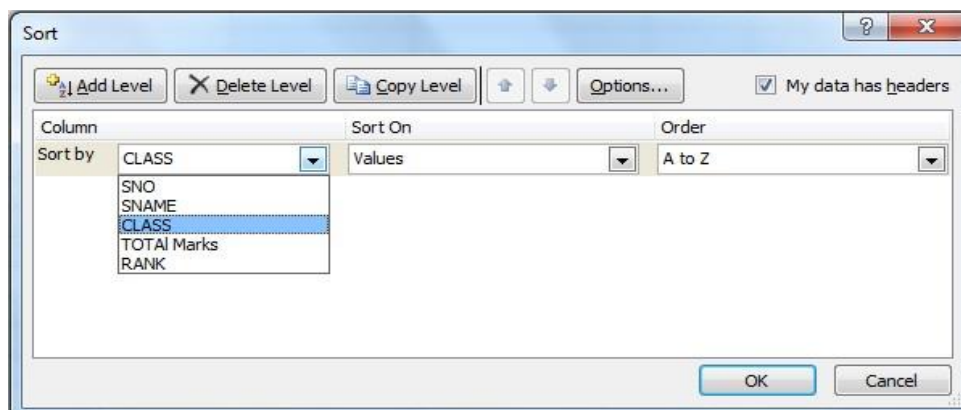 Sort
Add Level Delete Level Copy Level Options... My data has headers
Column Sort On Order
Sort by CLASS Values A to Z
SNO
SNAME
CLASS
TOTAl Marks
RANK
OK Cancel